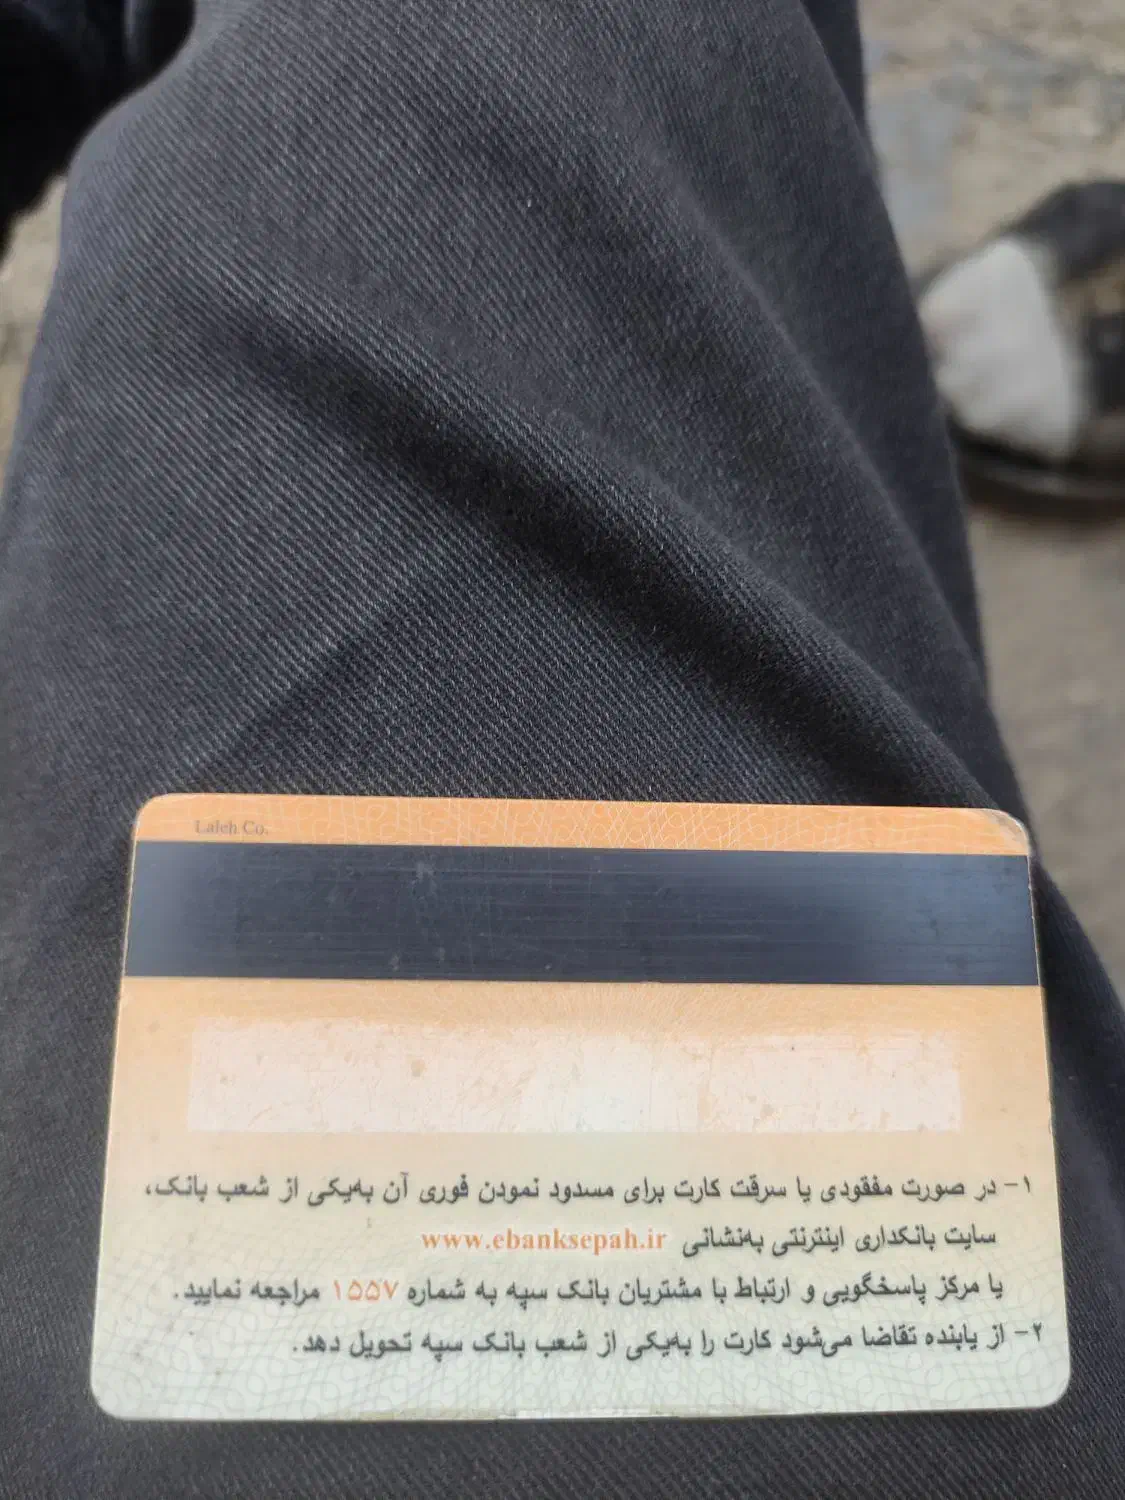 Laleh Co.
۱- در صورت مفقودی یا سرقت کارت برای مسدود نمودن فوری آن به‌یکی از شعب بانک،
سایت بانکداری اینترنتی به‌نشانی www.ebanksepah.ir
یا مرکز پاسخگویی و ارتباط با مشتریان بانک سپه به شماره ۱۵۵۷ مراجعه نمایید.
۲- از یابنده تقاضا می‌شود کارت را به‌یکی از شعب بانک سپه تحویل دهد.